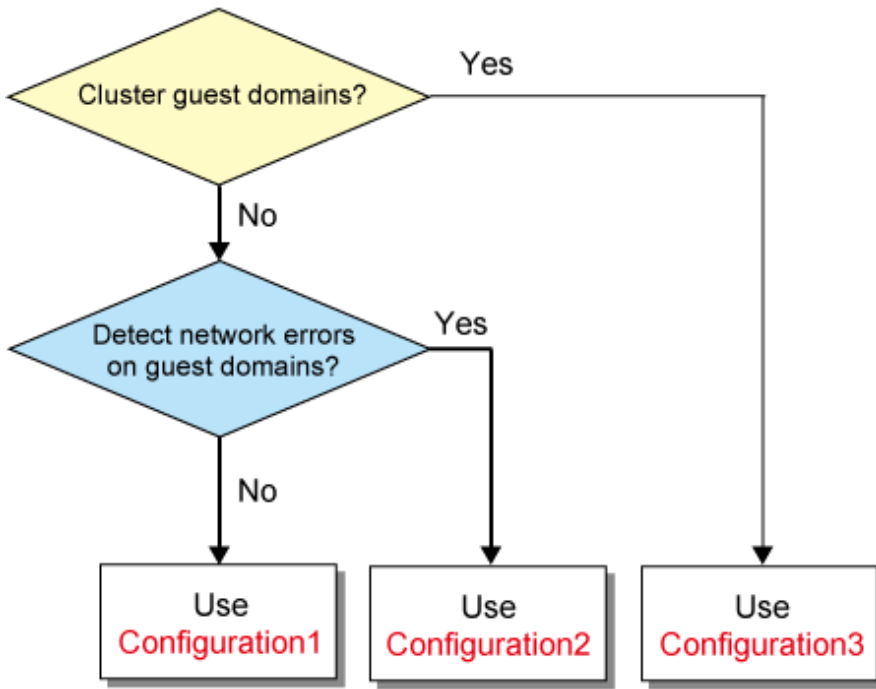 Cluster guest domains?
Yes
No
Detect network errors
on guest domains?
Yes
No
Use
Configuration1
Use
Configuration2
Use
Configuration3